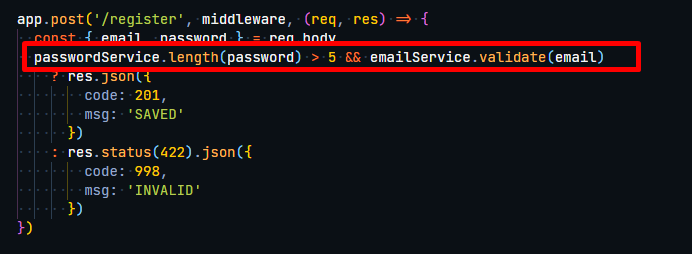 app.post('/register', middleware, (req, res) => {
const { email, password } = req.body
passwordService.length(password) > 5 && emailService.validate(email)
? res.json({
code: 201,
msg: 'SAVED'
})
: res.status(422).json({
code: 998,
msg: 'INVALID'
})
})